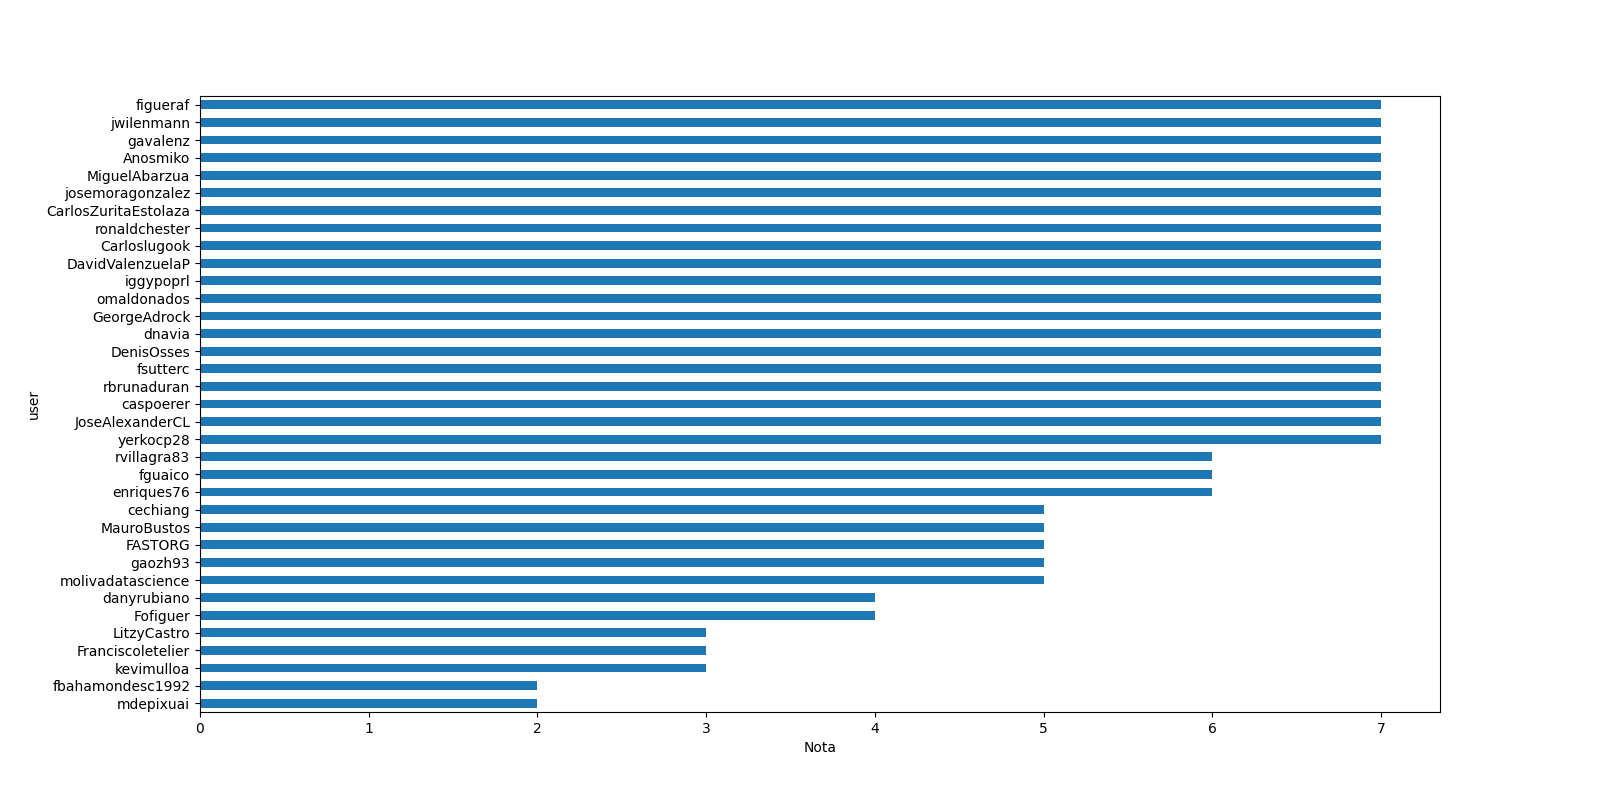 figueraf
jwilenmann
gavalenz
Anosmiko
MiguelAbarzua
josemoragonzalez
CarlosZuritaEstolaza
ronaldchester
Carloslugook
DavidValenzuelaP
iggypoprl
omaldonados
GeorgeAdrock
dnavia
DenisOsses
fsutterc
rbrunaduran
caspoerer
JoseAlexanderCL
yerkocp28
rvillagra83
fguaico
enriques76
cechiang
MauroBustos
FASTORG
gaozh93
molivadatascience
danyrubiano
Fofiguer
LitzyCastro
Franciscoletelier
kevimulloa
fbahamondesc1992
mdepixuai
user
0 1 2 3 4 5 6 7
Nota